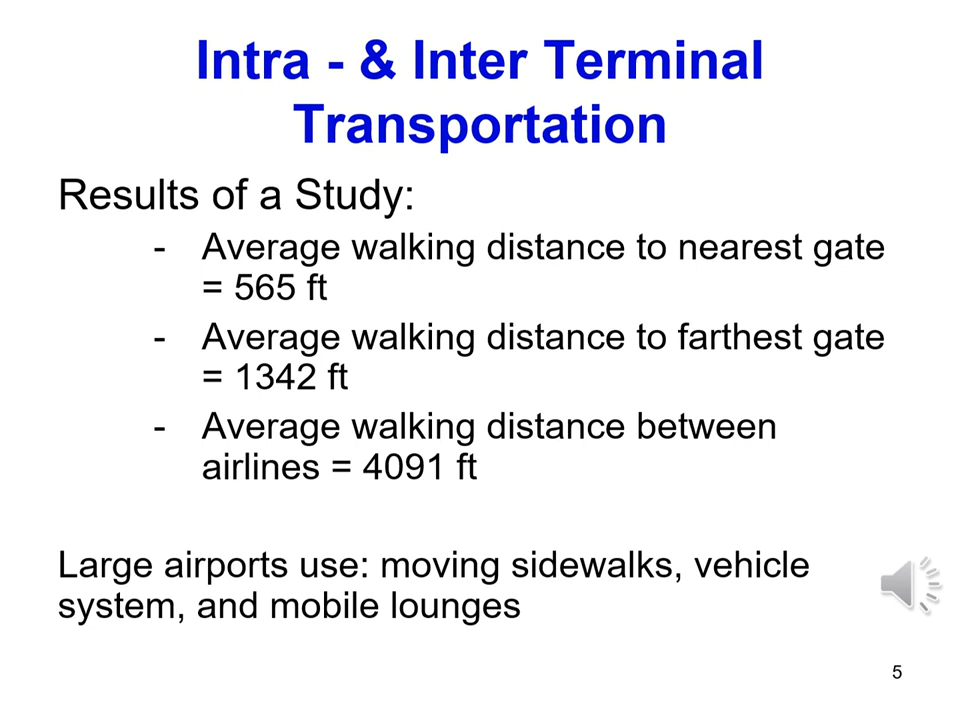 Intra - & Inter Terminal
Transportation
Results of a Study:
- Average walking distance to nearest gate
= 565 ft
- Average walking distance to farthest gate
= 1342 ft
- Average walking distance between
airlines = 4091 ft
Large airports use: moving sidewalks, vehicle
system, and mobile lounges
5